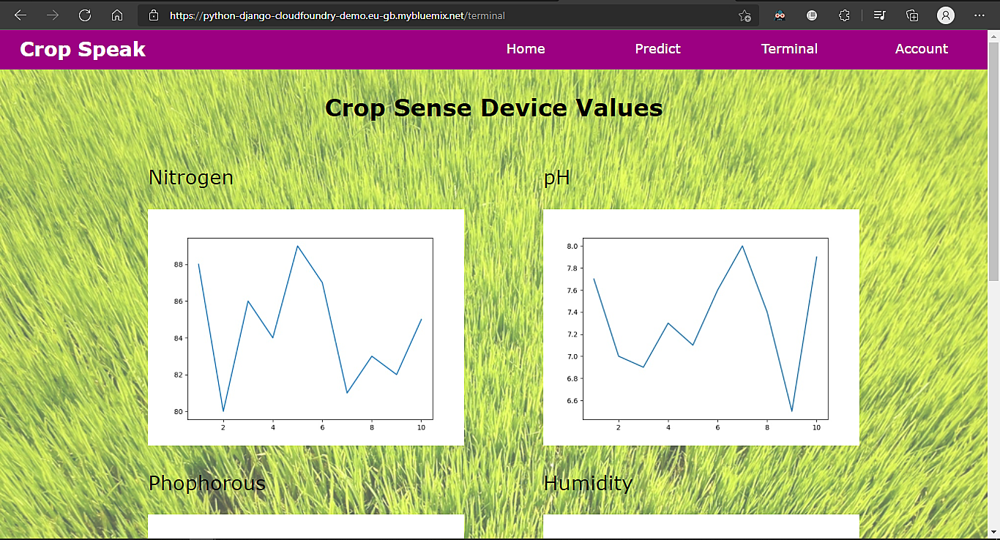 https://python-django-cloudfoundry-demo.eu-gb.mybluemix.net/terminal
Crop Speak Home Predict Terminal Account
Crop Sense Device Values
Nitrogen
88
86
84
82
80
2 4 6 8 10
pH
8.0
7.8
7.6
7.4
7.2
7.0
6.8
6.6
2 4 6 8 10
Phophorous
Humidity